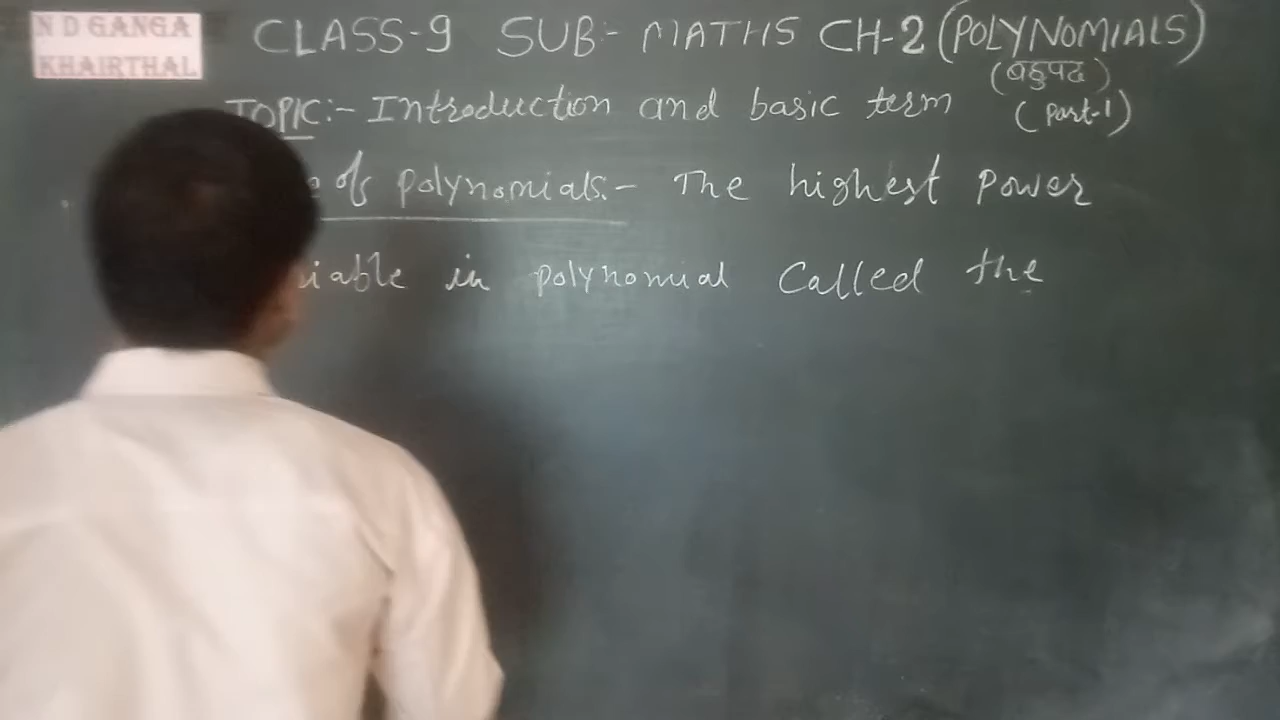 N D GANGA
KHAIRTHAL
CLASS-9 SUB:- MATHS CH-2 (POLYNOMIALS)
(बहुपद)
TOPIC:- Introduction and basic term (Part-1)
of polynomials:- The highest power
in polynomial Called the